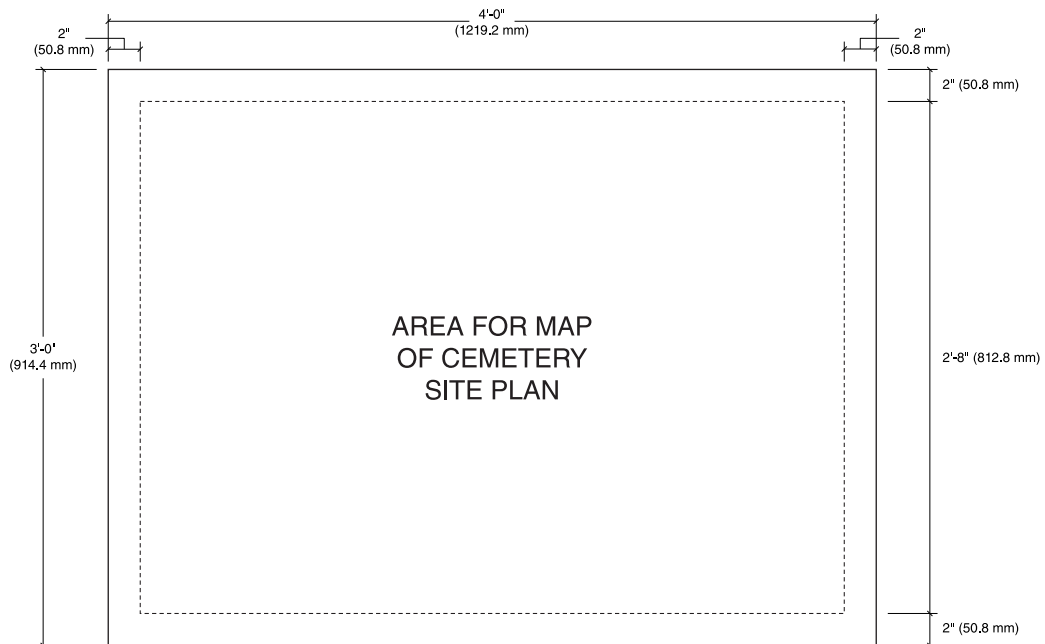 4'-0"
(1219.2 mm)
2"
(50.8 mm)
2"
(50.8 mm)
2" (50.8 mm)
AREA FOR MAP
OF CEMETERY
SITE PLAN
3'-0"
(914.4 mm)
2'-8" (812.8 mm)
2" (50.8 mm)